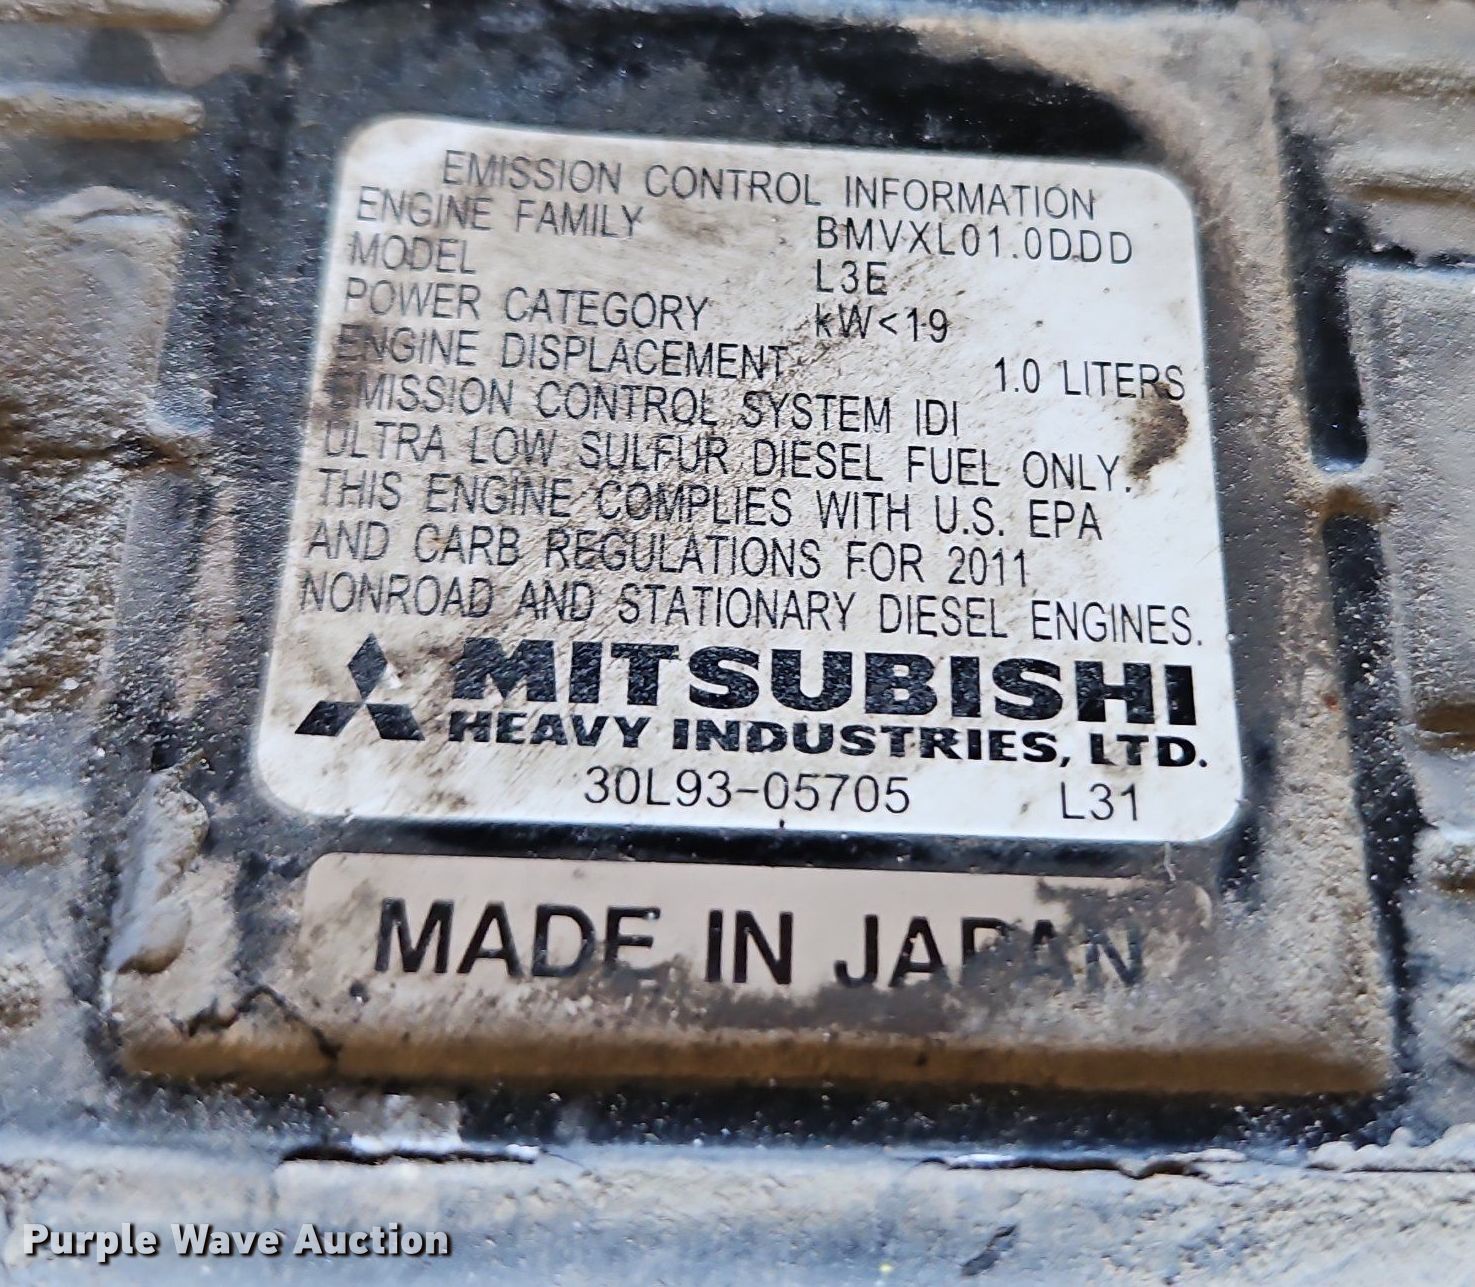 EMISSION CONTROL INFORMATION
ENGINE FAMILY BMVXL01.0DDD
MODEL L3E
POWER CATEGORY kW<19
ENGINE DISPLACEMENT 1.0 LITERS
EMISSION CONTROL SYSTEM IDI
ULTRA LOW SULFUR DIESEL FUEL ONLY.
THIS ENGINE COMPLIES WITH U.S. EPA
AND CARB REGULATIONS FOR 2011
NONROAD AND STATIONARY DIESEL ENGINES.
MITSUBISHI
HEAVY INDUSTRIES, LTD.
30L93-05705 L31
MADE IN JAPAN
Purple Wave Auction